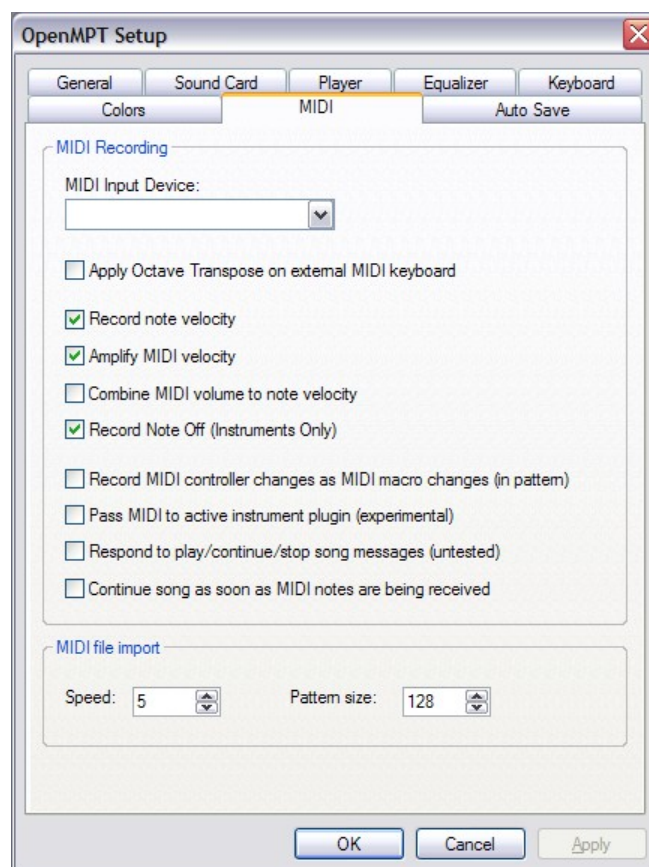 OpenMPT Setup
General Sound Card Player Equalizer Keyboard
Colors MIDI Auto Save
MIDI Recording
MIDI Input Device:
Apply Octave Transpose on external MIDI keyboard
Record note velocity
Amplify MIDI velocity
Combine MIDI volume to note velocity
Record Note Off (Instruments Only)
Record MIDI controller changes as MIDI macro changes (in pattern)
Pass MIDI to active instrument plugin (experimental)
Respond to play/continue/stop song messages (untested)
Continue song as soon as MIDI notes are being received
MIDI file import
Speed: 5 Pattern size: 128
OK Cancel Apply